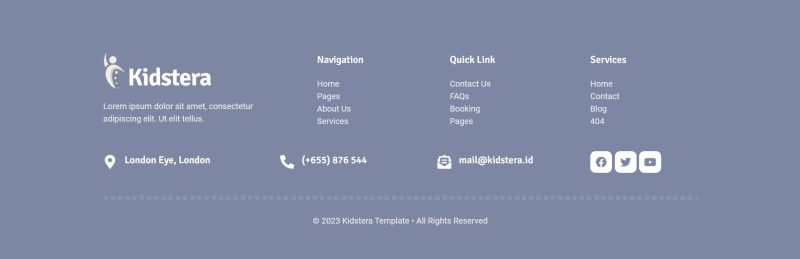 Kidstera
Lorem ipsum dolor sit amet, consectetur
adipiscing elit. Ut elit tellus.
Navigation
Home
Pages
About Us
Services
Quick Link
Contact Us
FAQs
Booking
Pages
Services
Home
Contact
Blog
404
London Eye, London
(+655) 876 544
mail@kidstera.id
© 2023 Kidstera Template • All Rights Reserved